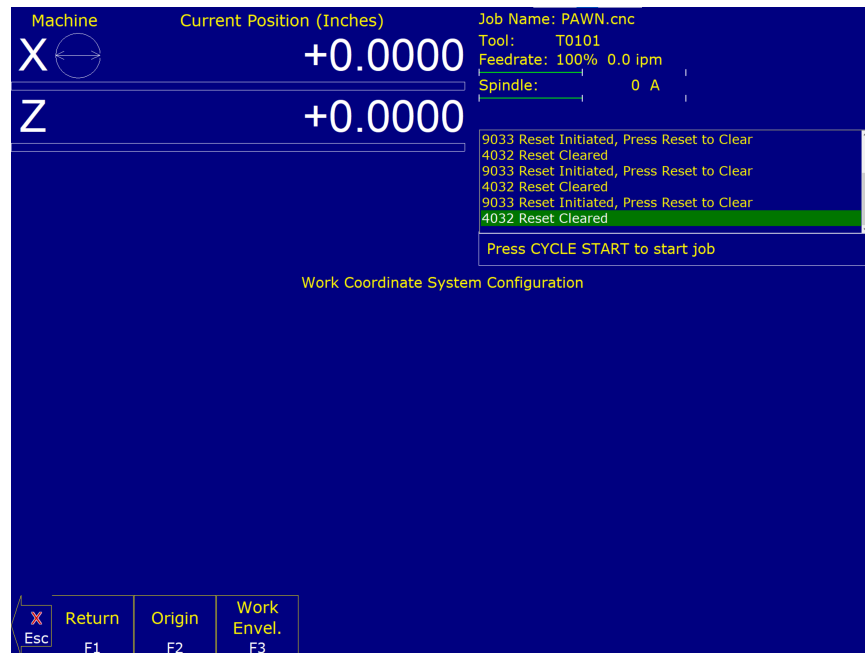 Machine Current Position (Inches)
X +0.0000
Z +0.0000
Job Name: PAWN.cnc
Tool: T0101
Feedrate: 100% 0.0 ipm
Spindle: 0 A
9033 Reset Initiated, Press Reset to Clear
4032 Reset Cleared
9033 Reset Initiated, Press Reset to Clear
4032 Reset Cleared
9033 Reset Initiated, Press Reset to Clear
4032 Reset Cleared
Press CYCLE START to start job
Work Coordinate System Configuration
X
Esc
Return
F1
Origin
F2
Work
Envel.
F3